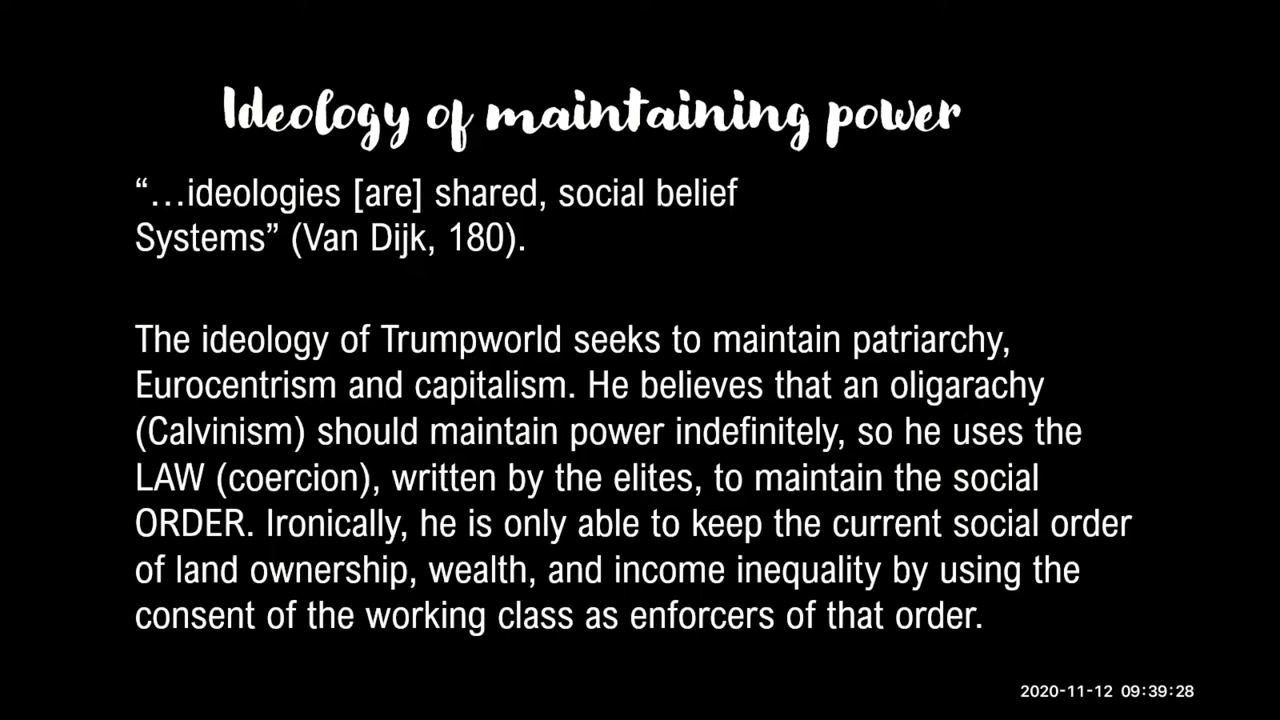 Ideology of maintaining power
“…ideologies [are] shared, social belief
Systems” (Van Dijk, 180).
The ideology of Trumpworld seeks to maintain patriarchy,
Eurocentrism and capitalism. He believes that an oligarachy
(Calvinism) should maintain power indefinitely, so he uses the
LAW (coercion), written by the elites, to maintain the social
ORDER. Ironically, he is only able to keep the current social order
of land ownership, wealth, and income inequality by using the
consent of the working class as enforcers of that order.
2020-11-12 09:39:28